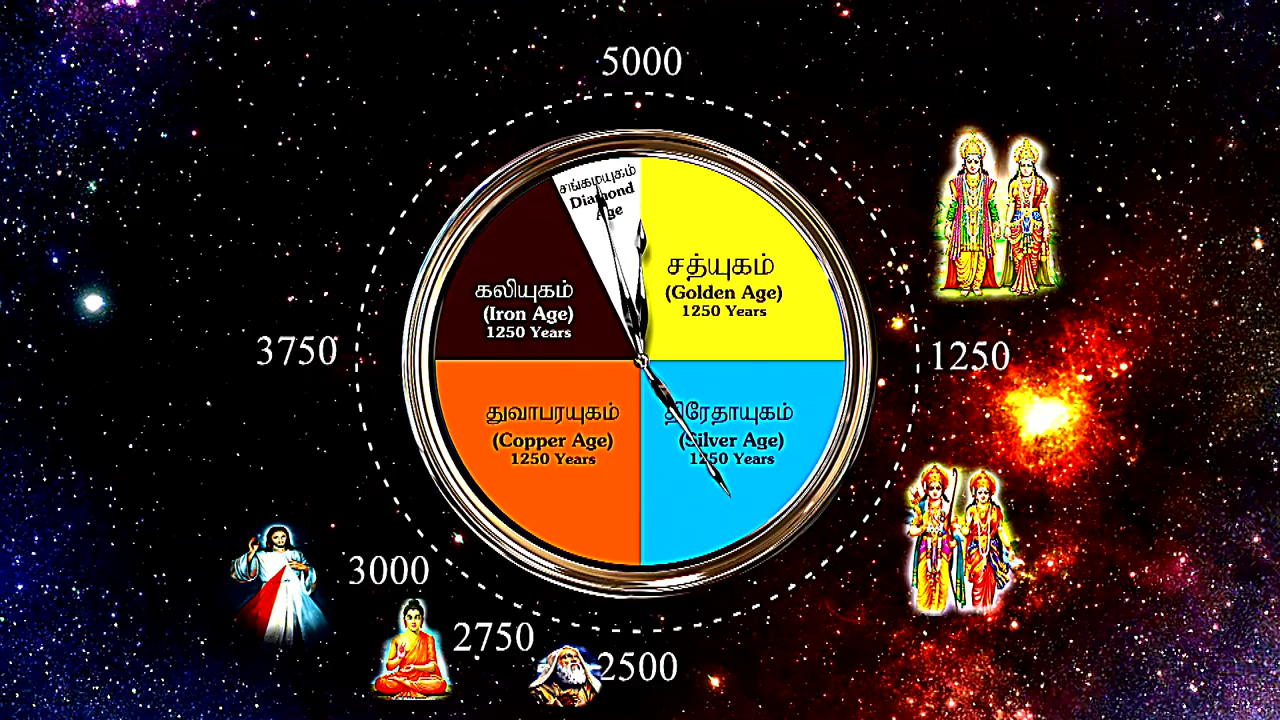 5000
சங்கமயுகம்
Diamond
Age
சத்யுகம்
(Golden Age)
1250 Years
கலியுகம்
(Iron Age)
1250 Years
3750
1250
துவாபரயுகம்
(Copper Age)
1250 Years
திரேதாயுகம்
(Silver Age)
1250 Years
3000
2750
2500